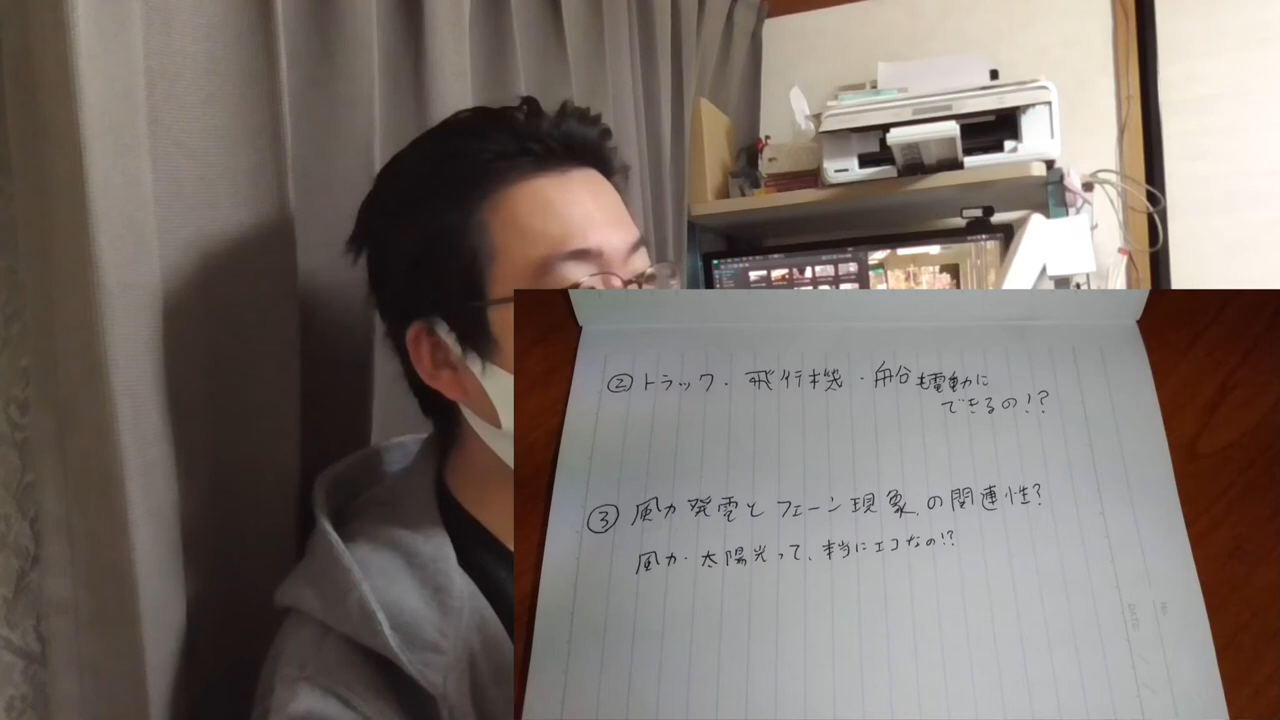 ②トラック・飛行機・船も電動に
できるの!?
③風力発電とフェーン現象の関連性?
風力・太陽光って、本当にエコなの!?